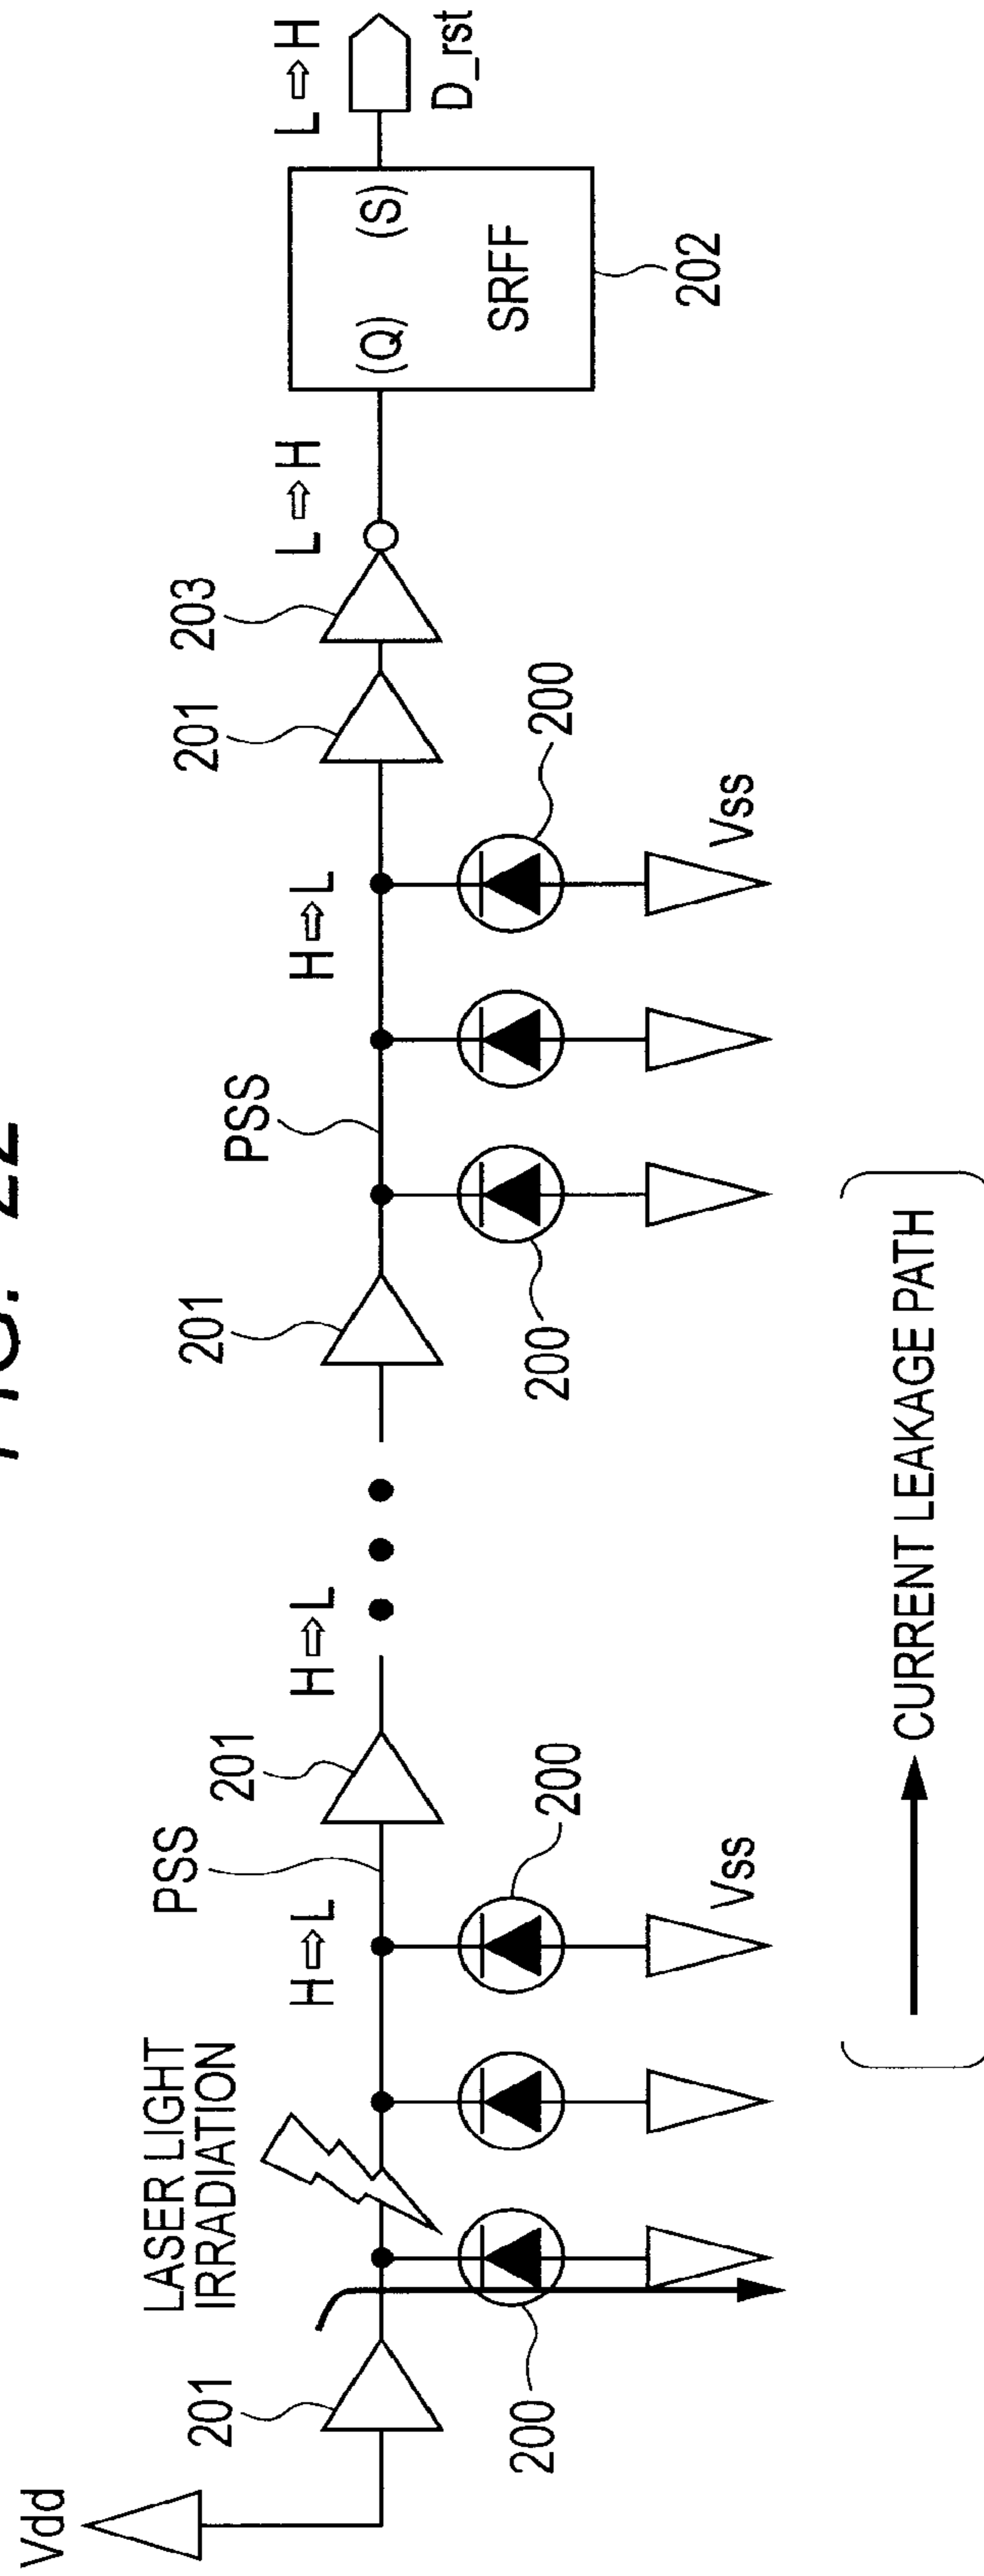 FIG. 22
Vdd
201
LASER LIGHT
IRRADIATION
200
H⇨L
PSS
201
200
Vss
H⇨L
201
200
PSS
H⇨L
200
Vss
201
203
L⇨H
(Q)
(S)
SRFF
202
L⇨H
D_rst
CURRENT LEAKAGE PATH